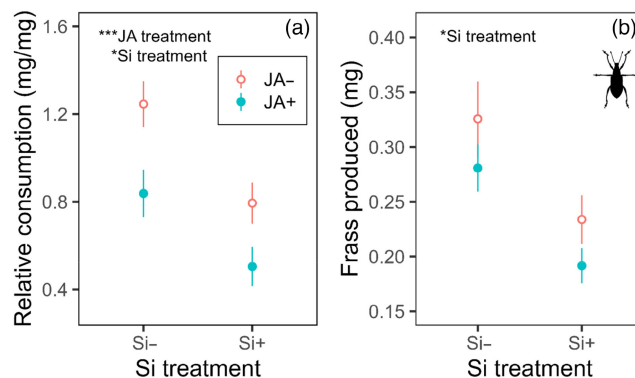 (a)
***JA treatment
*Si treatment
JA−
JA+
1.6
1.2
0.8
0.4
Relative consumption (mg/mg)
Si−
Si+
Si treatment
(b)
*Si treatment
0.40
0.35
0.30
0.25
0.20
0.15
Frass produced (mg)
Si−
Si+
Si treatment